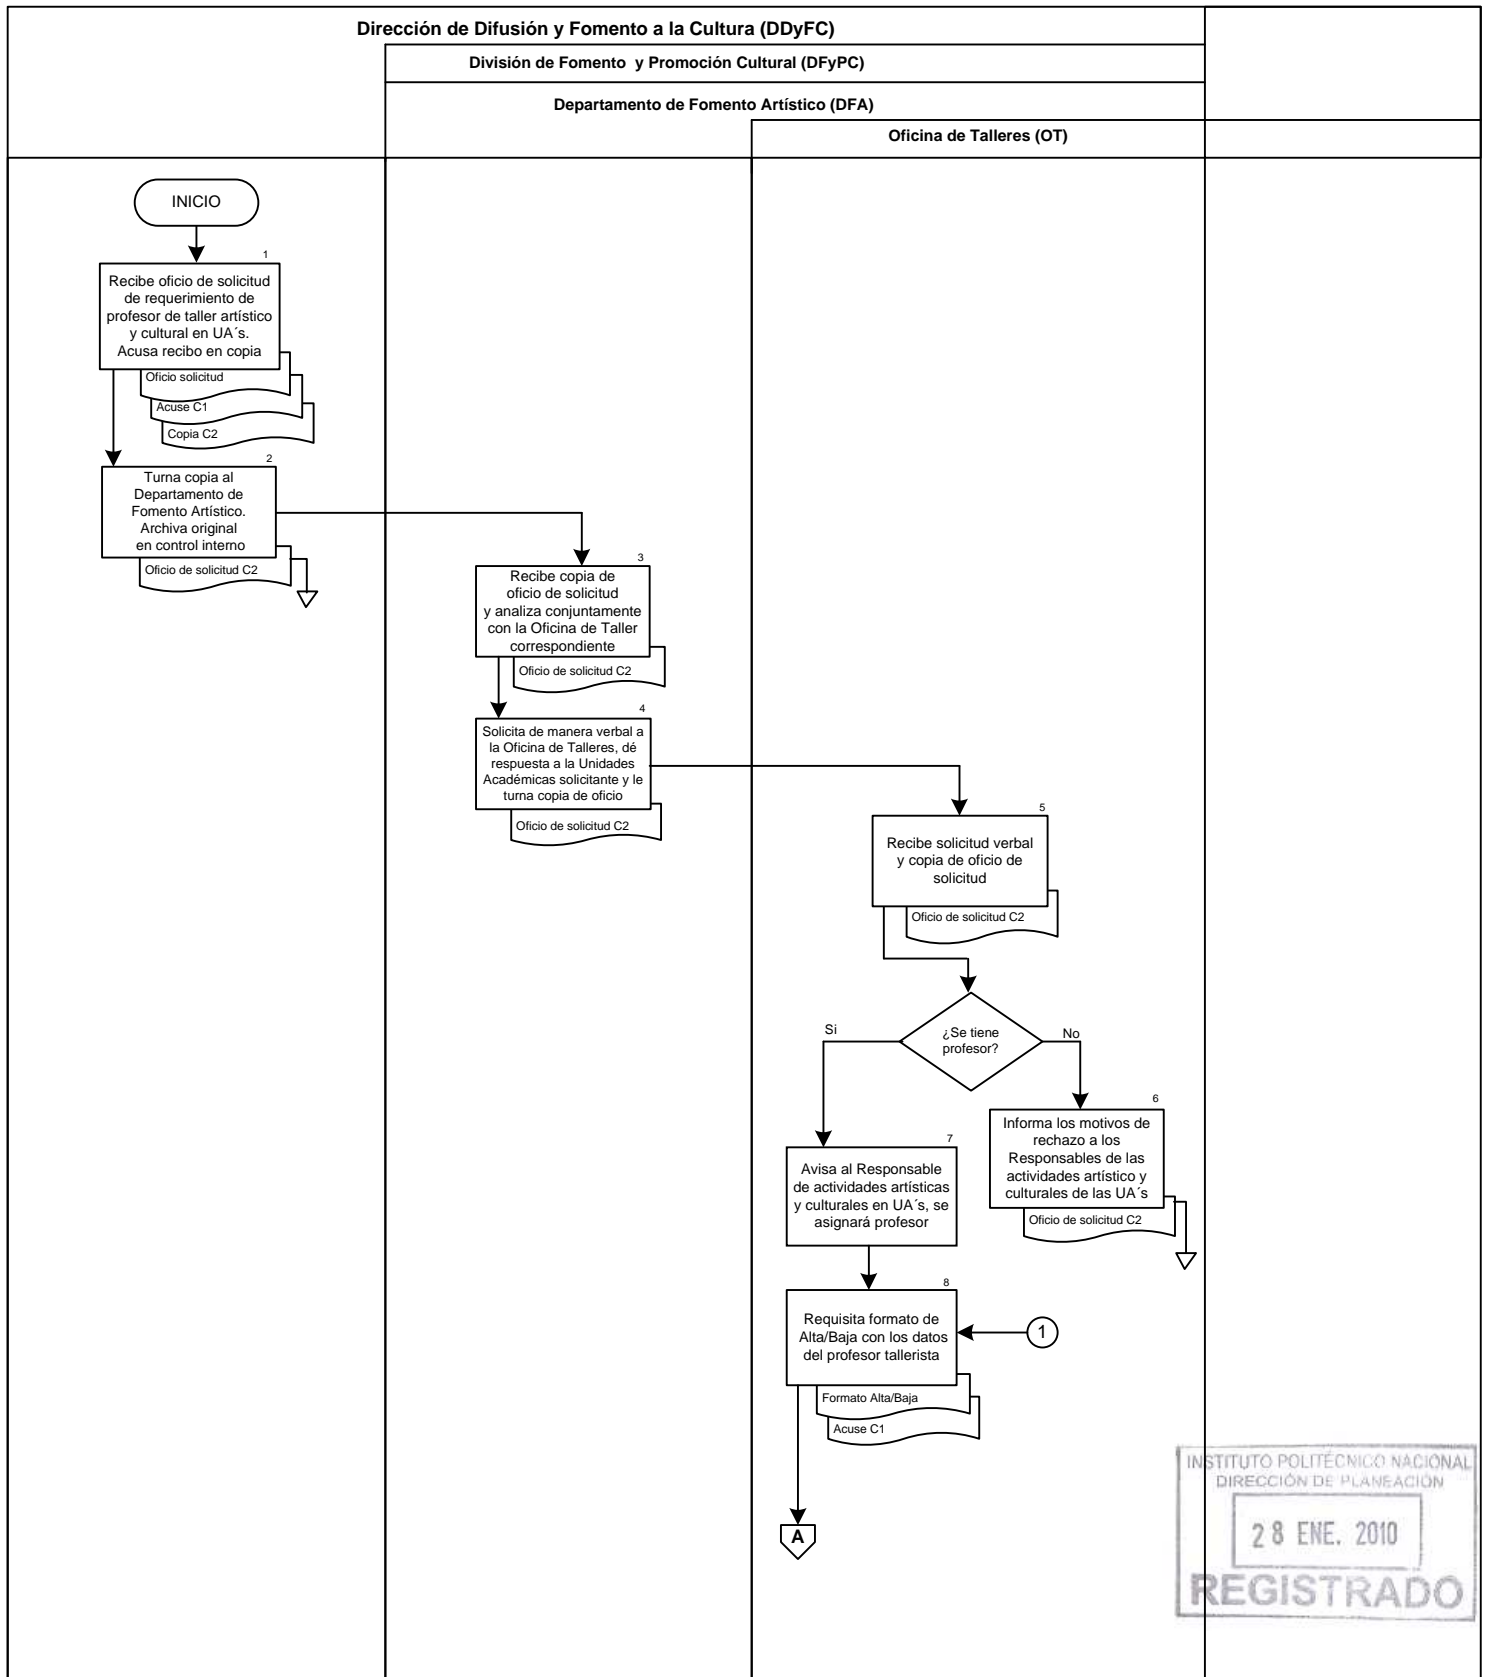 Dirección de Difusión y Fomento a la Cultura (DDyFC)
División de Fomento y Promoción Cultural (DFyPC)
Departamento de Fomento Artístico (DFA)
Oficina de Talleres (OT)
INICIO
1
Recibe oficio de solicitud
de requerimiento de
profesor de taller artístico
y cultural en UA´s.
Acusa recibo en copia
Oficio solicitud
Acuse C1
Copia C2
2
Turna copia al
Departamento de
Fomento Artístico.
Archiva original
en control interno
Oficio de solicitud C2
3
Recibe copia de
oficio de solicitud
y analiza conjuntamente
con la Oficina de Taller
correspondiente
Oficio de solicitud C2
4
Solicita de manera verbal a
la Oficina de Talleres, dé
respuesta a la Unidades
Académicas solicitante y le
turna copia de oficio
Oficio de solicitud C2
5
Recibe solicitud verbal
y copia de oficio de
solicitud
Oficio de solicitud C2
¿Se tiene
profesor?
Si
No
6
Informa los motivos de
rechazo a los
Responsables de las
actividades artístico y
culturales de las UA´s
Oficio de solicitud C2
7
Avisa al Responsable
de actividades artísticas
y culturales en UA´s, se
asignará profesor
8
Requisita formato de
Alta/Baja con los datos
del profesor tallerista
1
Formato Alta/Baja
Acuse C1
A
INSTITUTO POLITÉCNICO NACIONAL
DIRECCIÓN DE PLANEACIÓN
28 ENE. 2010
REGISTRADO